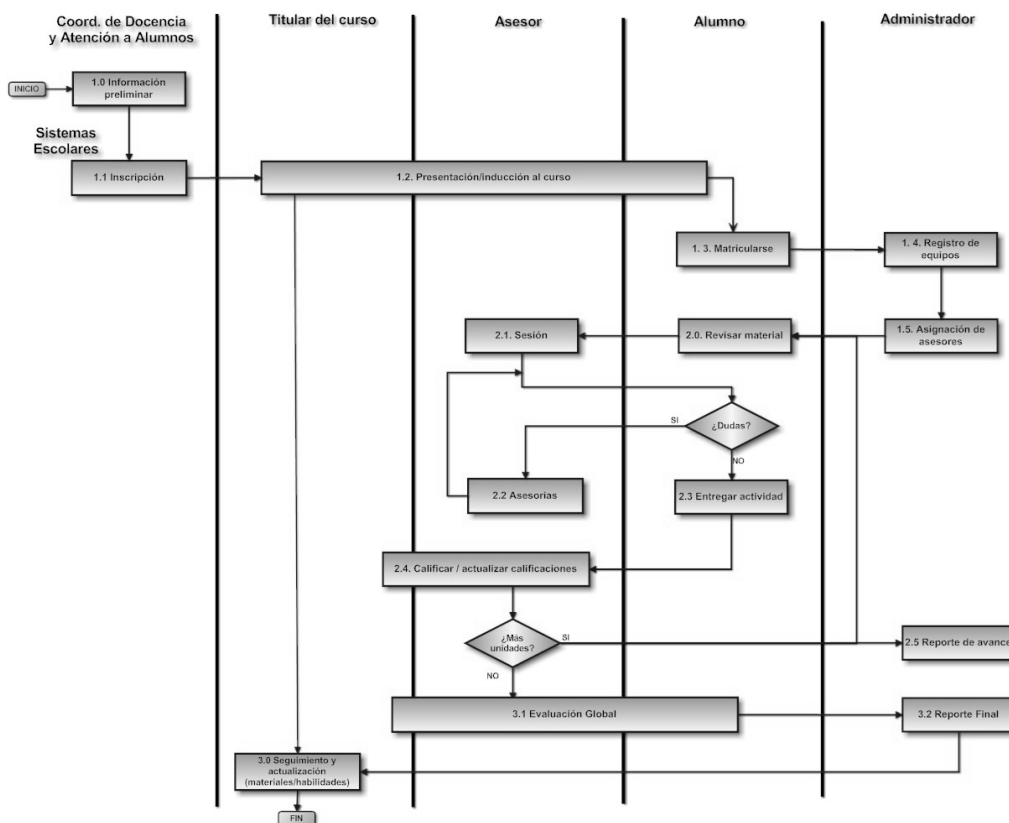 Coord. de Docencia
y Atención a Alumnos
Titular del curso
Asesor
Alumno
Administrador
INICIO
1.0 Información
preliminar
Sistemas
Escolares
1.1 Inscripción
1.2. Presentación/inducción al curso
1. 3. Matricularse
1. 4. Registro de
equipos
2.1. Sesión
2.0. Revisar material
1.5. Asignación de
asesores
SI
¿Dudas?
NO
2.2 Asesorías
2.3 Entregar actividad
2.4. Calificar / actualizar calificaciones
¿Más
unidades?
SI
2.5 Reporte de avance
NO
3.1 Evaluación Global
3.2 Reporte Final
3.0 Seguimiento y
actualización
(materiales/habilidades)
FIN